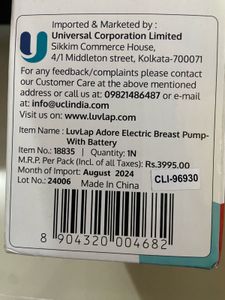 Imported & Marketed by :
Universal Corporation Limited
Sikkim Commerce House,
4/1 Middleton street, Kolkata-700071
For any feedback/complaints please contact
our Customer Care at the above mentioned
address or call us at: 09821486487 or e-mail
at: info@uclindia.com
Visit us on: www.luvlap.com
Item Name : LuvLap Adore Electric Breast Pump-
With Battery
Item No.: 18835 | Quantity: 1N
M.R.P. Per Pack (Incl. of all Taxes): Rs.3995.00
Month of Import: August 2024
CLI-96930
Lot No.: 24006 Made In China
8 904320 004682